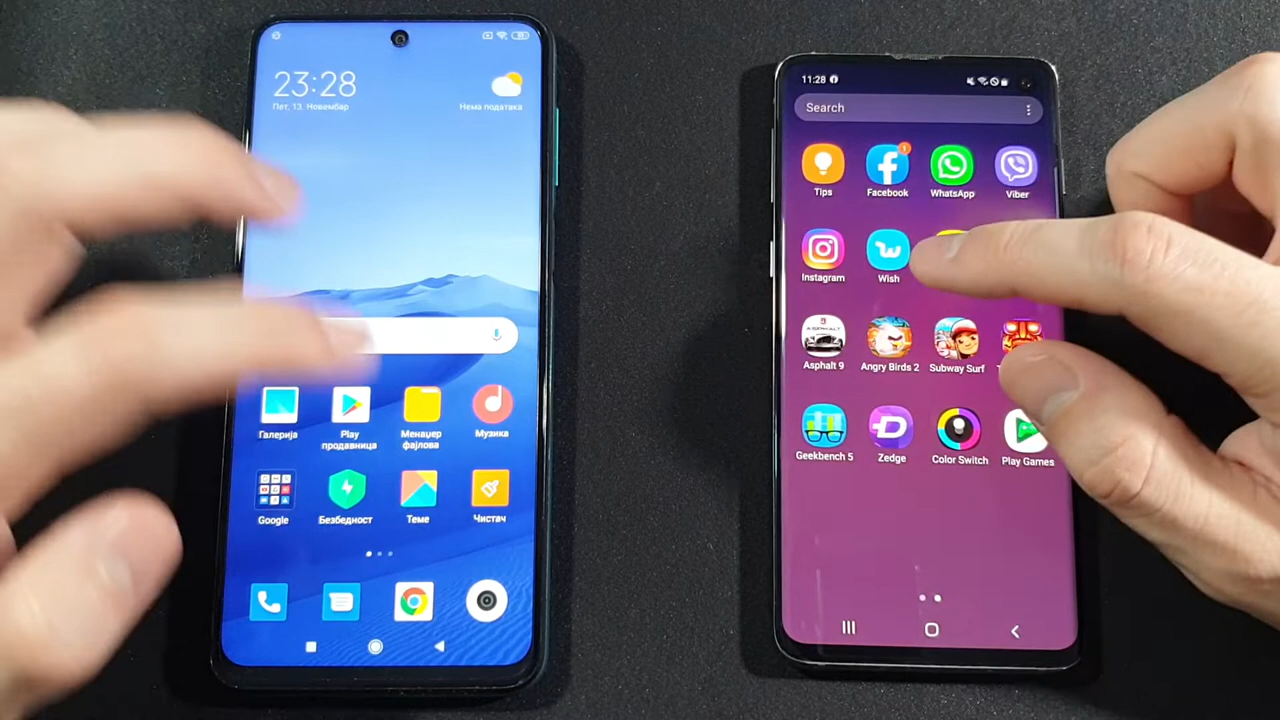 23:28
Пет, 13. Новембар
Нема података
Галерија
Play продавница
Менаџер фајлова
Музика
Google
Безбедност
Теме
Чистач
11:28
Search
Tips
Facebook
1
WhatsApp
Viber
Instagram
Wish
Asphalt 9
Angry Birds 2
Subway Surf
Geekbench 5
Zedge
Color Switch
Play Games